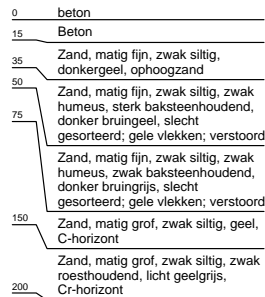 0 beton
15 Beton
Zand, matig fijn, zwak siltig,
35 donkergeel, ophoogzand
50 Zand, matig fijn, zwak siltig, zwak
humeus, sterk baksteenhoudend,
donker bruingeel, slecht
75 gesorteerd; gele vlekken; verstoord
Zand, matig fijn, zwak siltig, zwak
humeus, zwak baksteenhoudend,
donker bruingrijs, slecht
gesorteerd; gele vlekken; verstoord
150 Zand, matig grof, zwak siltig, geel,
C-horizont
Zand, matig grof, zwak siltig, zwak
roesthoudend, licht geelgrijs,
200 Cr-horizont